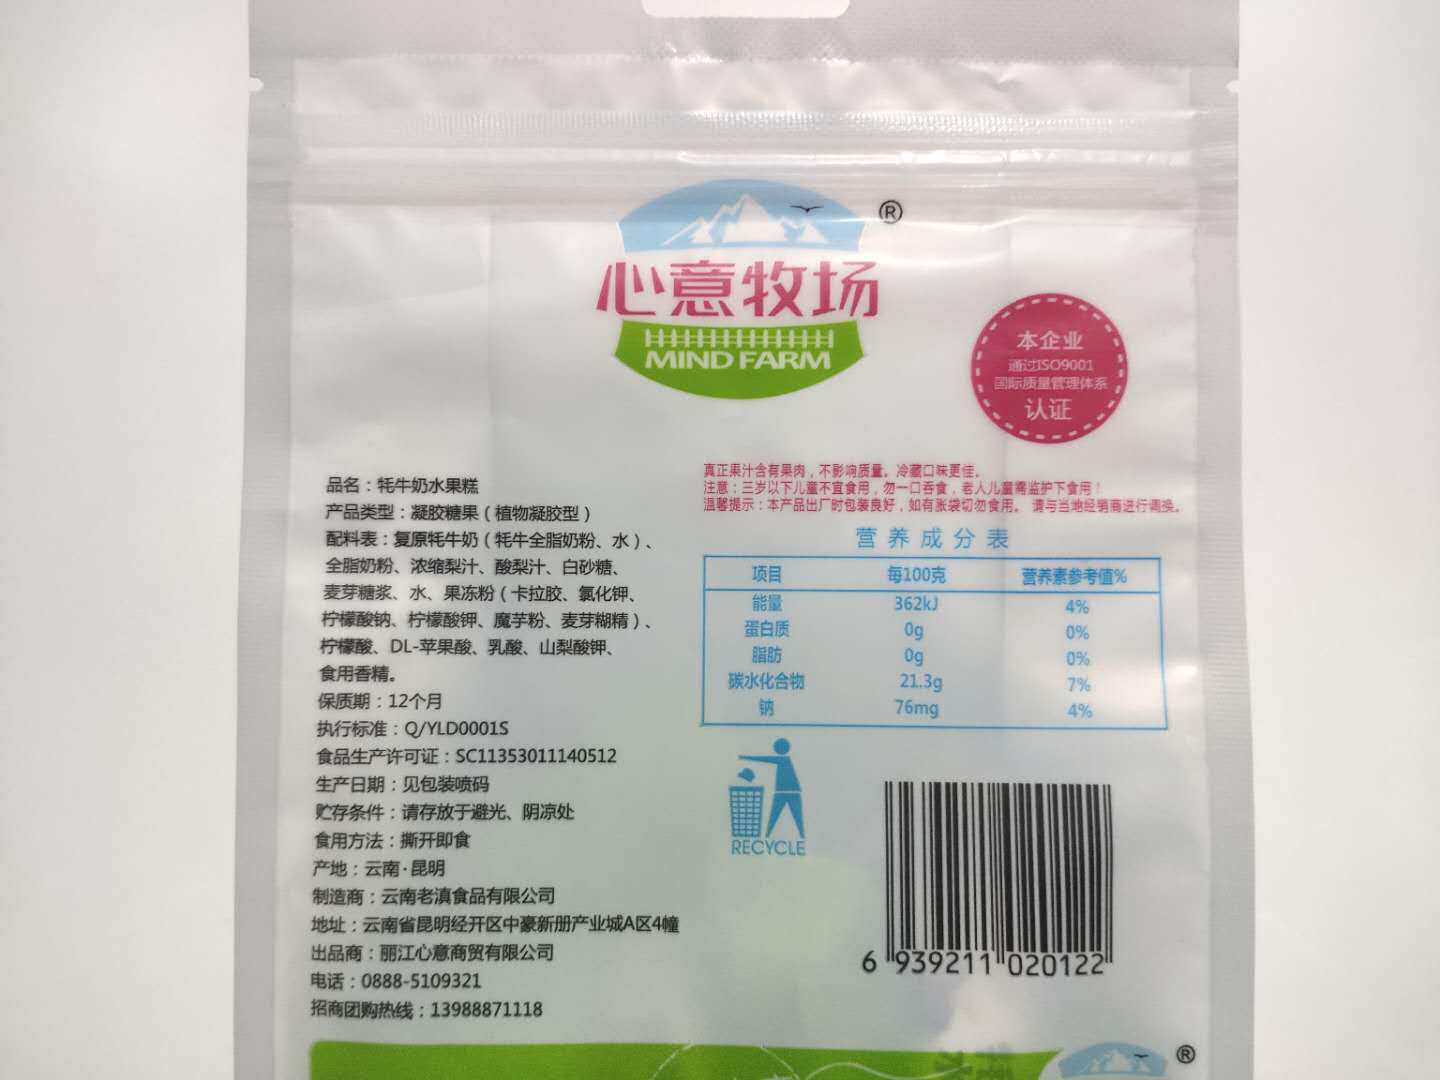 ®
心意牧场
MIND FARM
本企业
通过ISO9001
国际质量管理体系
认证
真正果汁含有果肉，不影响质量。冷藏口味更佳。
注意：三岁以下儿童不宜食用，勿一口吞食，老人儿童需监护下食用！
温馨提示：本产品出厂时包装良好，如有胀袋切勿食用。 请与当地经销商进行调换。
品名：牦牛奶水果糕
产品类型：凝胶糖果（植物凝胶型）
配料表：复原牦牛奶（牦牛全脂奶粉、水）、
全脂奶粉、浓缩梨汁、酸梨汁、白砂糖、
麦芽糖浆、水、果冻粉（卡拉胶、氯化钾、
柠檬酸钠、柠檬酸钾、魔芋粉、麦芽糊精）、
柠檬酸、DL-苹果酸、乳酸、山梨酸钾、
食用香精。
保质期：12个月
执行标准：Q/YLD0001S
食品生产许可证：SC11353011140512
生产日期：见包装喷码
贮存条件：请存放于避光、阴凉处
食用方法：撕开即食
产地：云南·昆明
制造商：云南老滇食品有限公司
地址：云南省昆明经开区中豪新册产业城A区4幢
出品商：丽江心意商贸有限公司
电话：0888-5109321
招商团购热线：13988871118
营养成分表
项目 每100克 营养素参考值%
能量 362kJ 4%
蛋白质 0g 0%
脂肪 0g 0%
碳水化合物 21.3g 7%
钠 76mg 4%
RECYCLE
6 939211 020122
®